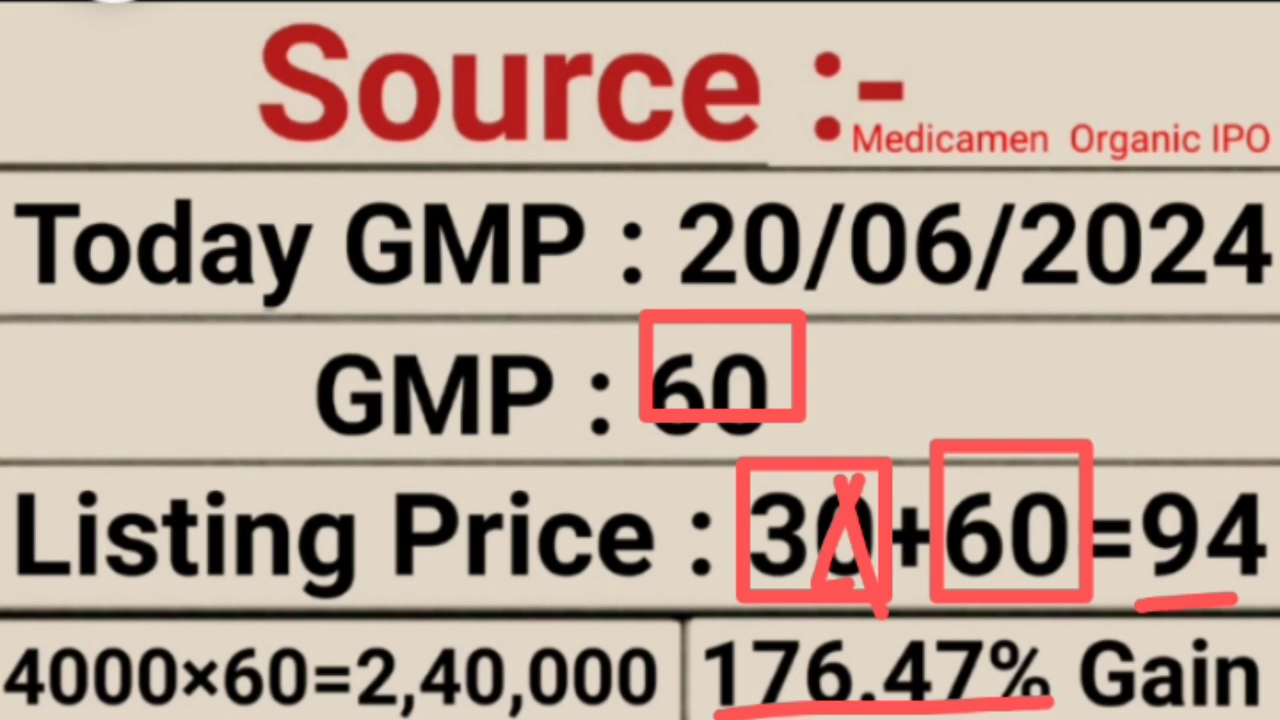 Source :-
Medicamen Organic IPO
Today GMP : 20/06/2024
GMP : 60
Listing Price : 30+60=94
4000×60=2,40,000
176.47% Gain